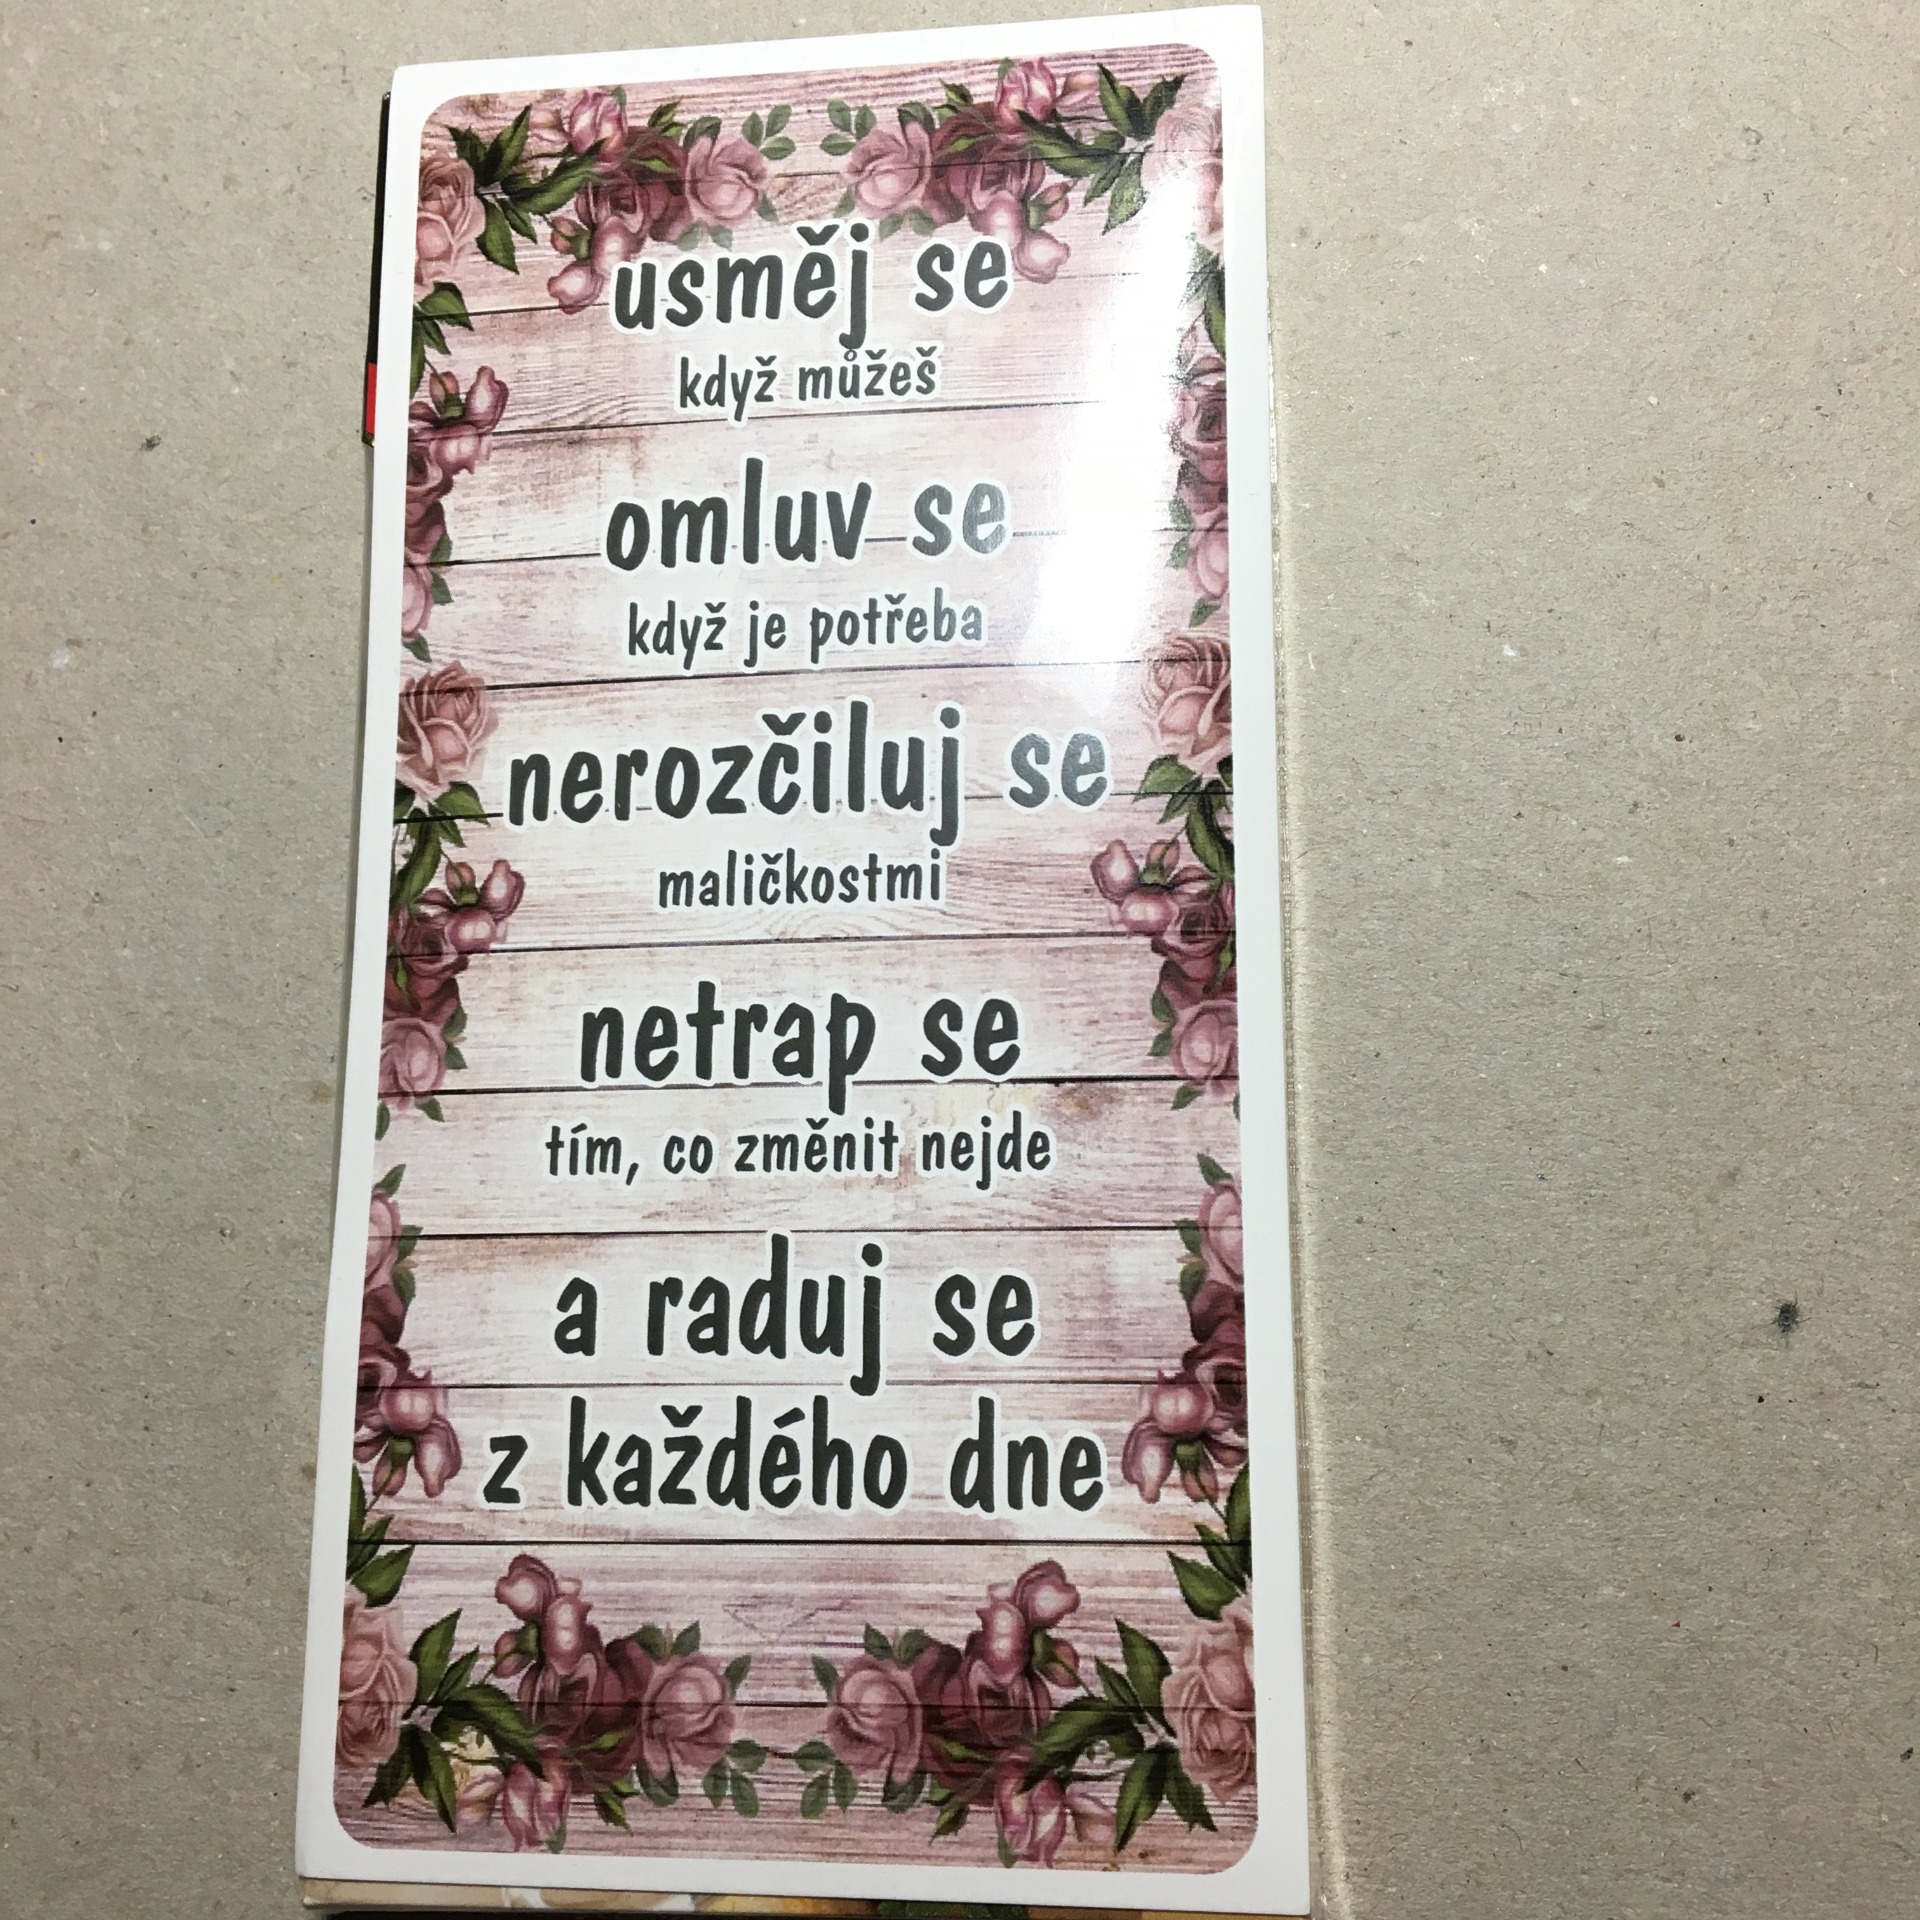 usměj se
když můžeš
omluv se
když je potřeba
nerozčiluj se
maličkostmi
netrap se
tím, co změnit nejde
a raduj se
z každého dne